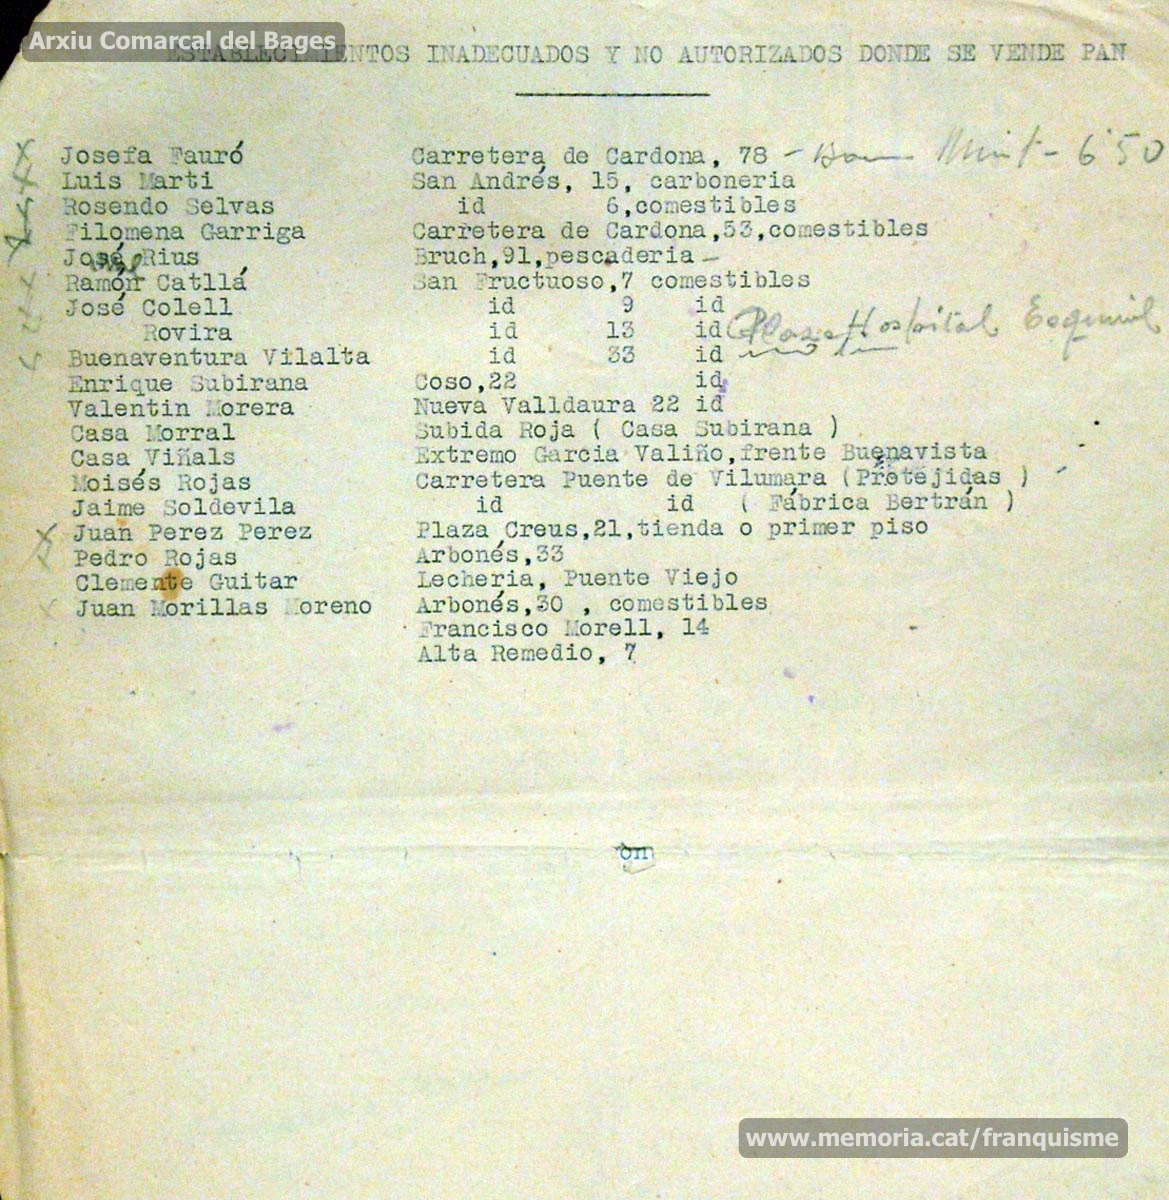 Arxiu Comarcal del Bages
ESTABLECIMIENTOS INADECUADOS Y NO AUTORIZADOS DONDE SE VENDE PAN
Josefa Fauró Carretera de Cardona, 78 - 6'50
Luis Marti San Andrés, 15, carboneria
Rosendo Selvas id 6,comestibles
Filomena Garriga Carretera de Cardona,53,comestibles
José Rius Bruch,91,pescaderia -
Ramón Catllá San Fructuoso,7 comestibles
José Colell id 9 id
Rovira id 13 id Plaza Hospital
Buenaventura Vilalta id 33 id
Enrique Subirana Coso,22 id
Valentin Morera Nueva Valldaura 22 id
Casa Morral Subida Roja ( Casa Subirana )
Casa Viñals Extremo Garcia Valiño,frente Buenavista
Moisés Rojas Carretera Puente de Vilumara (Protejidas )
Jaime Soldevila id id ( Fábrica Bertrán )
Juan Perez Perez Plaza Creus,21,tienda o primer piso
Pedro Rojas Arbonés,33
Clemente Guitar Lecheria, Puente Viejo
Juan Morillas Moreno Arbonés,30 , comestibles
Francisco Morell, 14
Alta Remedio, 7
om
www.memoria.cat/franquisme